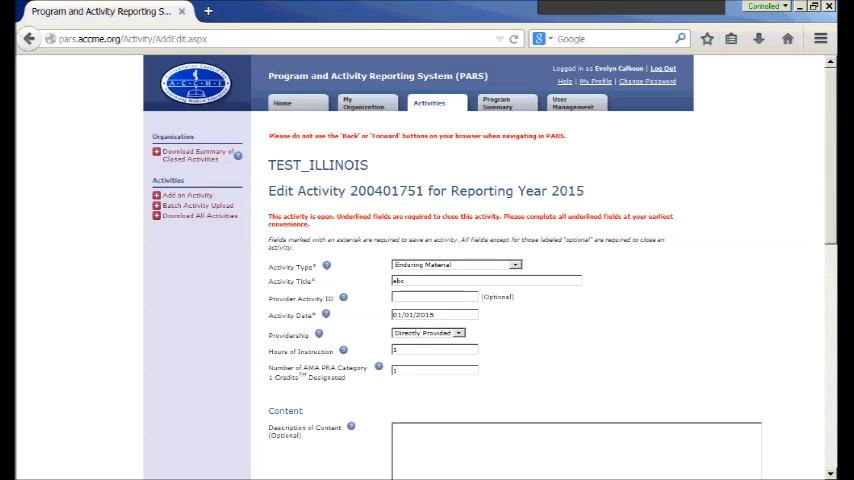 Program and Activity Reporting S...
Controlled
pars.accme.org/Activity/AddEdit.aspx
Google
Program and Activity Reporting System (PARS)
Logged in as Evelyn Calhoun | Log Out
Help | My Profile | Change Password
Home
My Organization
Activities
Program Summary
User Management
Organization
Download Summary of
Closed Activities
Activities
Add an Activity
Batch Activity Upload
Download All Activities
Please do not use the 'Back' or 'Forward' buttons on your browser when navigating in PARS.
TEST_ILLINOIS
Edit Activity 200401751 for Reporting Year 2015
This activity is open. Underlined fields are required to close this activity. Please complete all underlined fields at your earliest
convenience.
Fields marked with an asterisk are required to save an activity. All fields except for those labeled "optional" are required to close an
activity.
Activity Type* Enduring Material
Activity Title* abc
Provider Activity ID (Optional)
Activity Date* 01/01/2015
Providership Directly Provided
Hours of Instruction 1
Number of AMA PRA Category
1 Credits™ Designated 1
Content
Description of Content
(Optional)